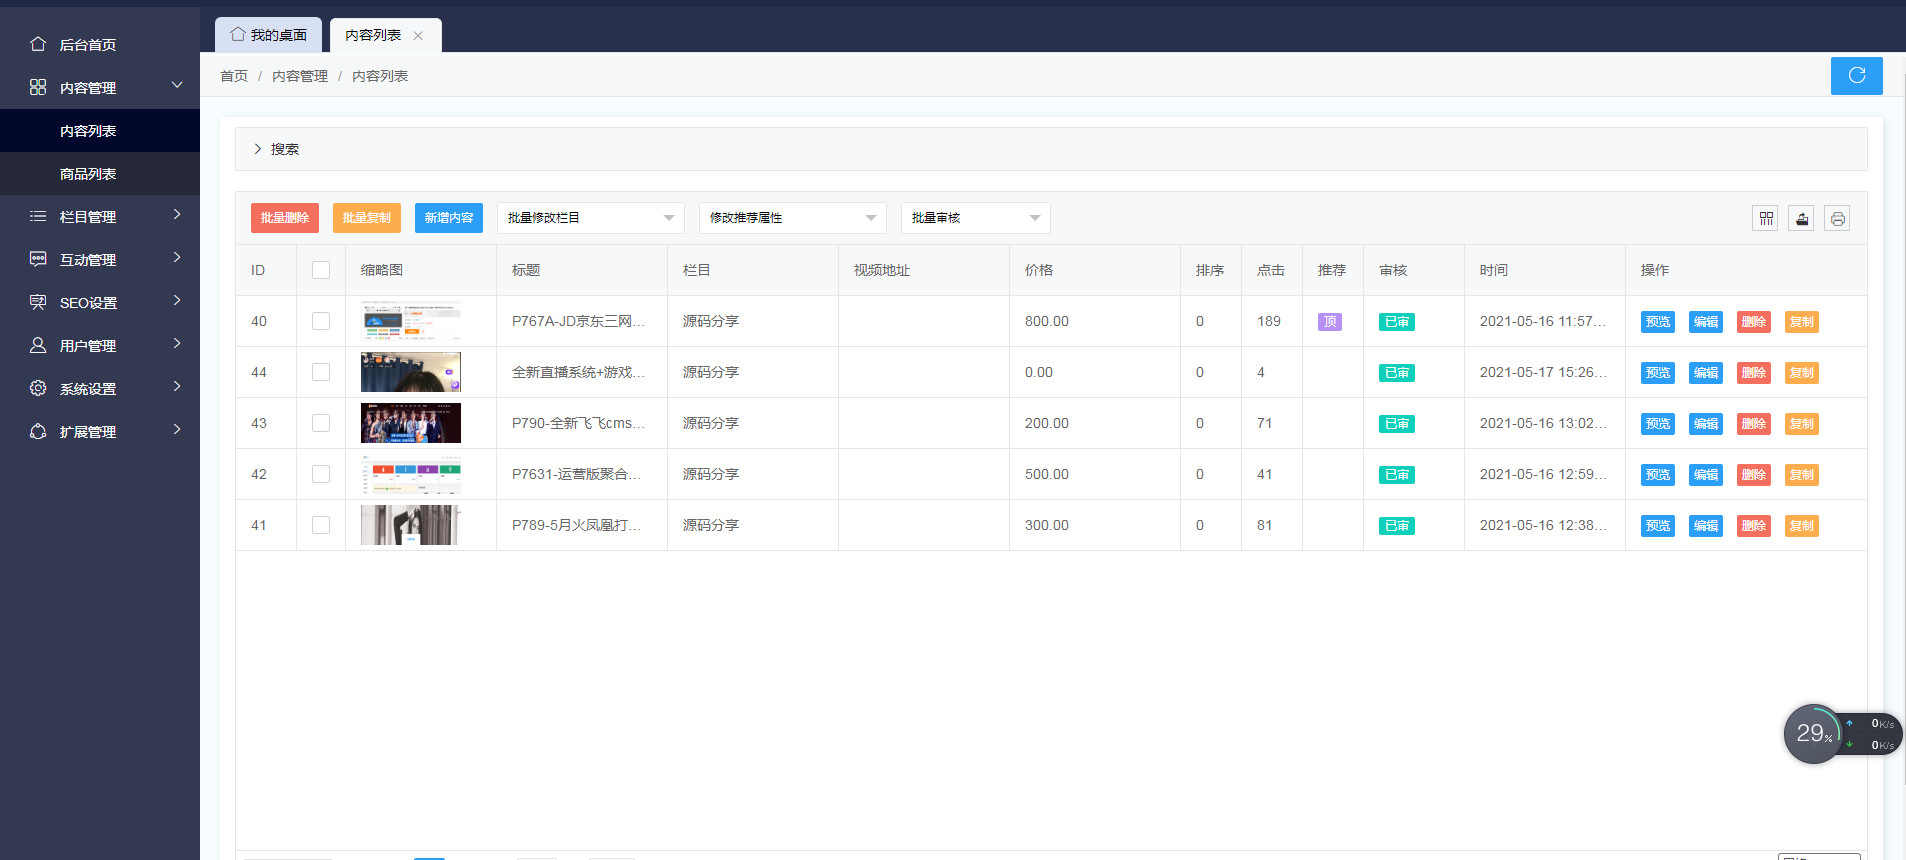 后台首页
内容管理
内容列表
商品列表
栏目管理
互动管理
SEO设置
用户管理
系统设置
扩展管理
我的桌面 内容列表
首页 / 内容管理 / 内容列表
搜索
批量删除 批量复制 新增内容 批量修改栏目 修改推荐属性 批量审核
ID 缩略图 标题 栏目 视频地址 价格 排序 点击 推荐 审核 时间 操作
40 P767A-JD京东三网... 源码分享 800.00 0 189 顶 已审 2021-05-16 11:57... 预览 编辑 删除 复制
44 全新直播系统+游戏... 源码分享 0.00 0 4 已审 2021-05-17 15:26... 预览 编辑 删除 复制
43 P790-全新飞飞cms... 源码分享 200.00 0 71 已审 2021-05-16 13:02... 预览 编辑 删除 复制
42 P7631-运营版聚合... 源码分享 500.00 0 41 已审 2021-05-16 12:59... 预览 编辑 删除 复制
41 P789-5月火凤凰打... 源码分享 300.00 0 81 已审 2021-05-16 12:38... 预览 编辑 删除 复制
29% 0K/s
0K/s